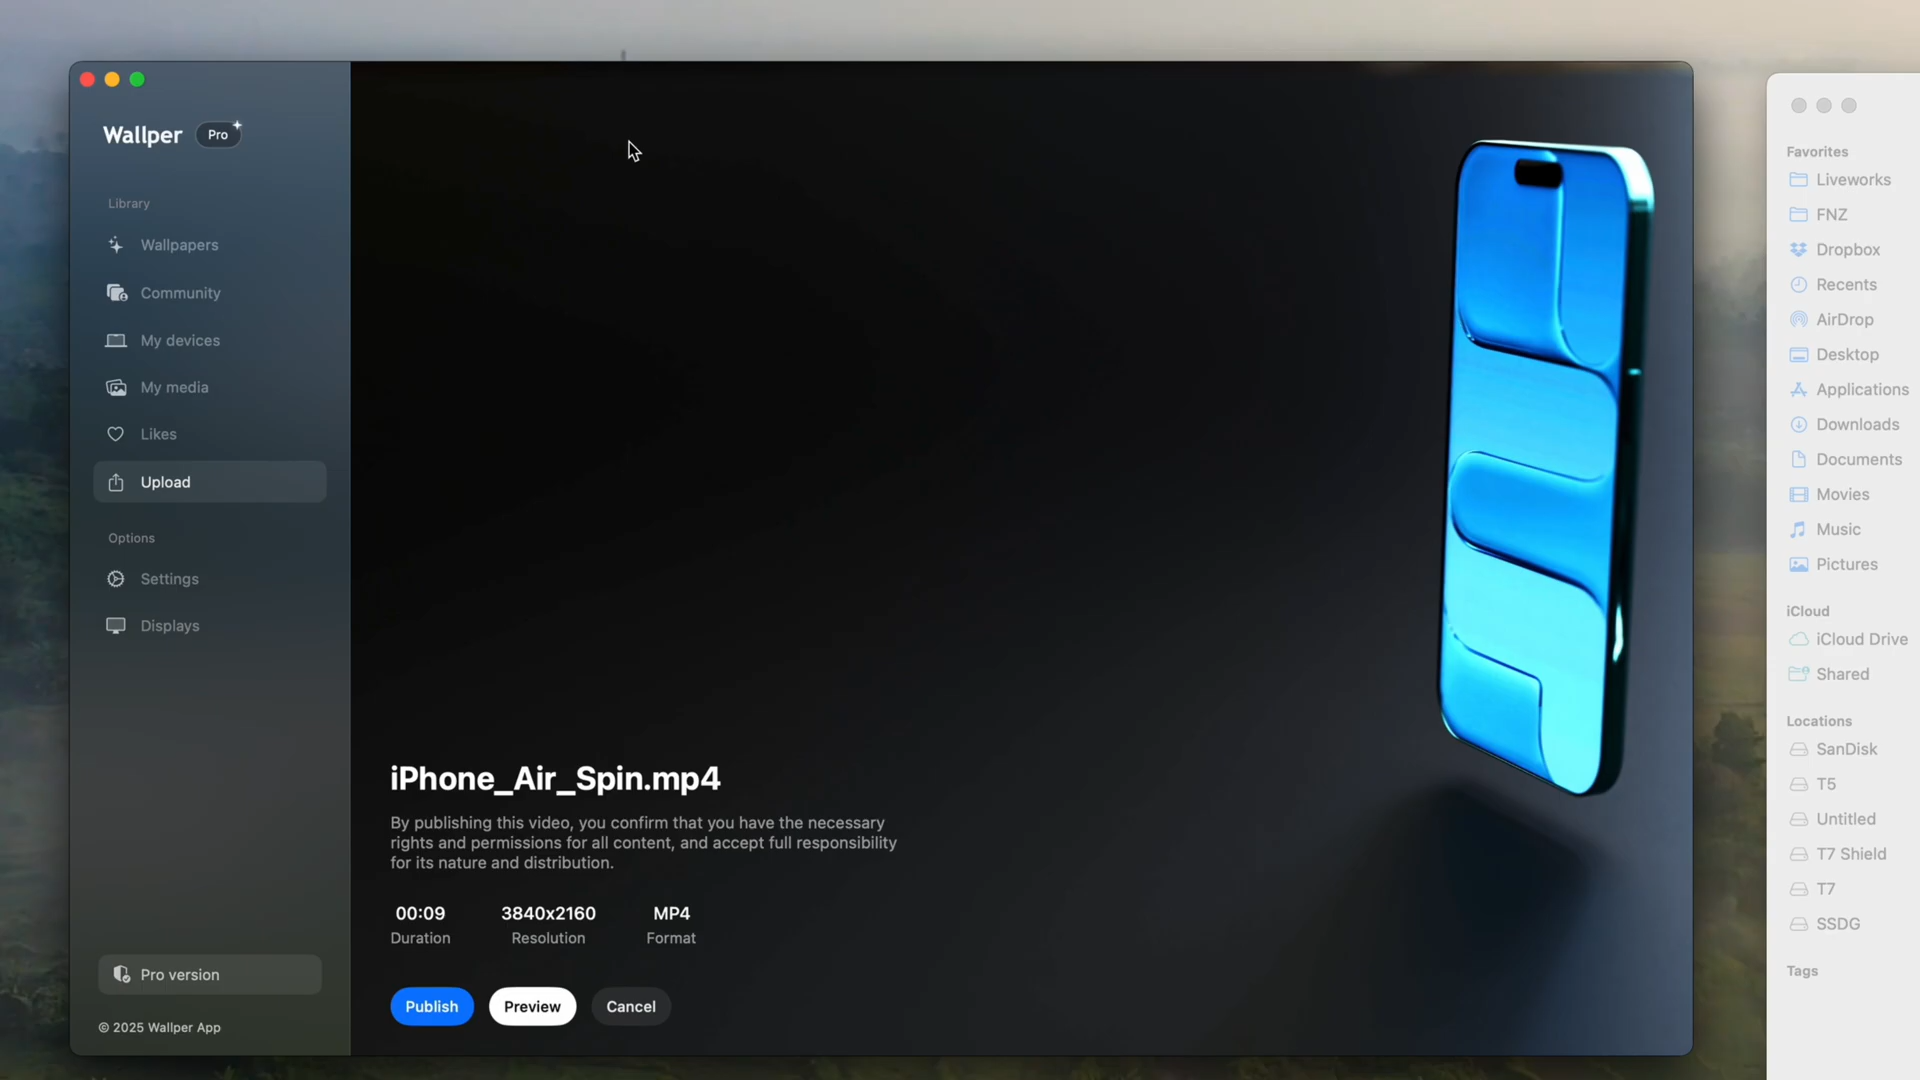 Wallper Pro
Library
Wallpapers
Community
My devices
My media
Likes
Upload
Options
Settings
Displays
Pro version
© 2025 Wallper App
iPhone_Air_Spin.mp4
By publishing this video, you confirm that you have the necessary
rights and permissions for all content, and accept full responsibility
for its nature and distribution.
00:09 3840x2160 MP4
Duration Resolution Format
Publish Preview Cancel
Favorites
Liveworks
FNZ
Dropbox
Recents
AirDrop
Desktop
Applications
Downloads
Documents
Movies
Music
Pictures
iCloud
iCloud Drive
Shared
Locations
SanDisk
T5
Untitled
T7 Shield
T7
SSDG
Tags